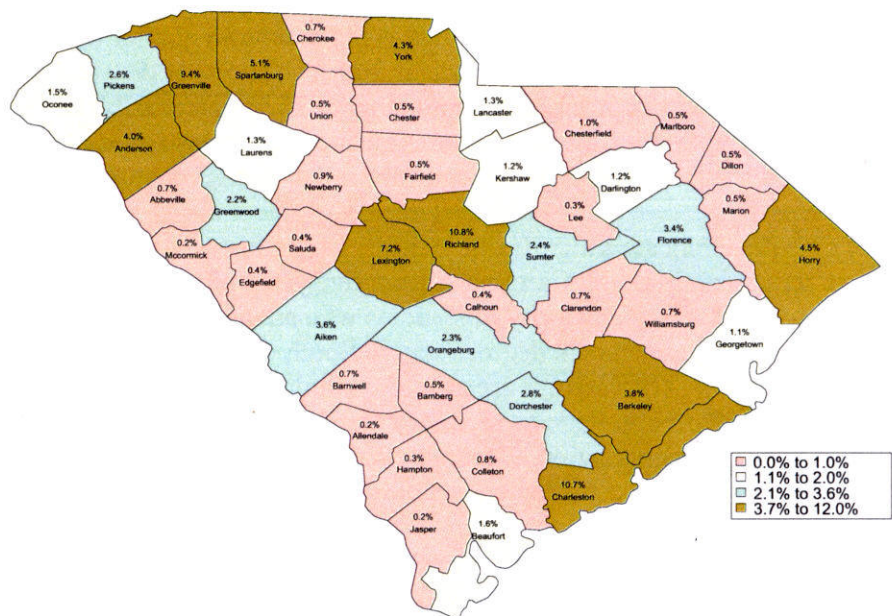 0.7%
Cherokee
4.3%
York
1.5%
Oconee
2.6%
Pickens
9.4%
Greenville
5.1%
Spartanburg
0.5%
Union
0.5%
Chester
1.3%
Lancaster
1.0%
Chesterfield
0.5%
Marlboro
0.5%
Dillon
4.0%
Anderson
1.3%
Laurens
0.9%
Newberry
0.5%
Fairfield
1.2%
Kershaw
1.2%
Darlington
0.3%
Lee
0.5%
Marion
0.7%
Abbeville
2.2%
Greenwood
0.4%
Saluda
7.2%
Lexington
10.8%
Richland
2.4%
Sumter
3.4%
Florence
4.5%
Horry
0.2%
Mccormick
0.4%
Edgefield
0.4%
Calhoun
0.7%
Clarendon
0.7%
Williamsburg
1.1%
Georgetown
3.6%
Aiken
2.3%
Orangeburg
0.7%
Barnwell
0.5%
Bamberg
2.8%
Dorchester
3.8%
Berkeley
0.2%
Allendale
0.3%
Hampton
0.8%
Colleton
10.7%
Charleston
0.2%
Jasper
1.6%
Beaufort
0.0% to 1.0%
1.1% to 2.0%
2.1% to 3.6%
3.7% to 12.0%